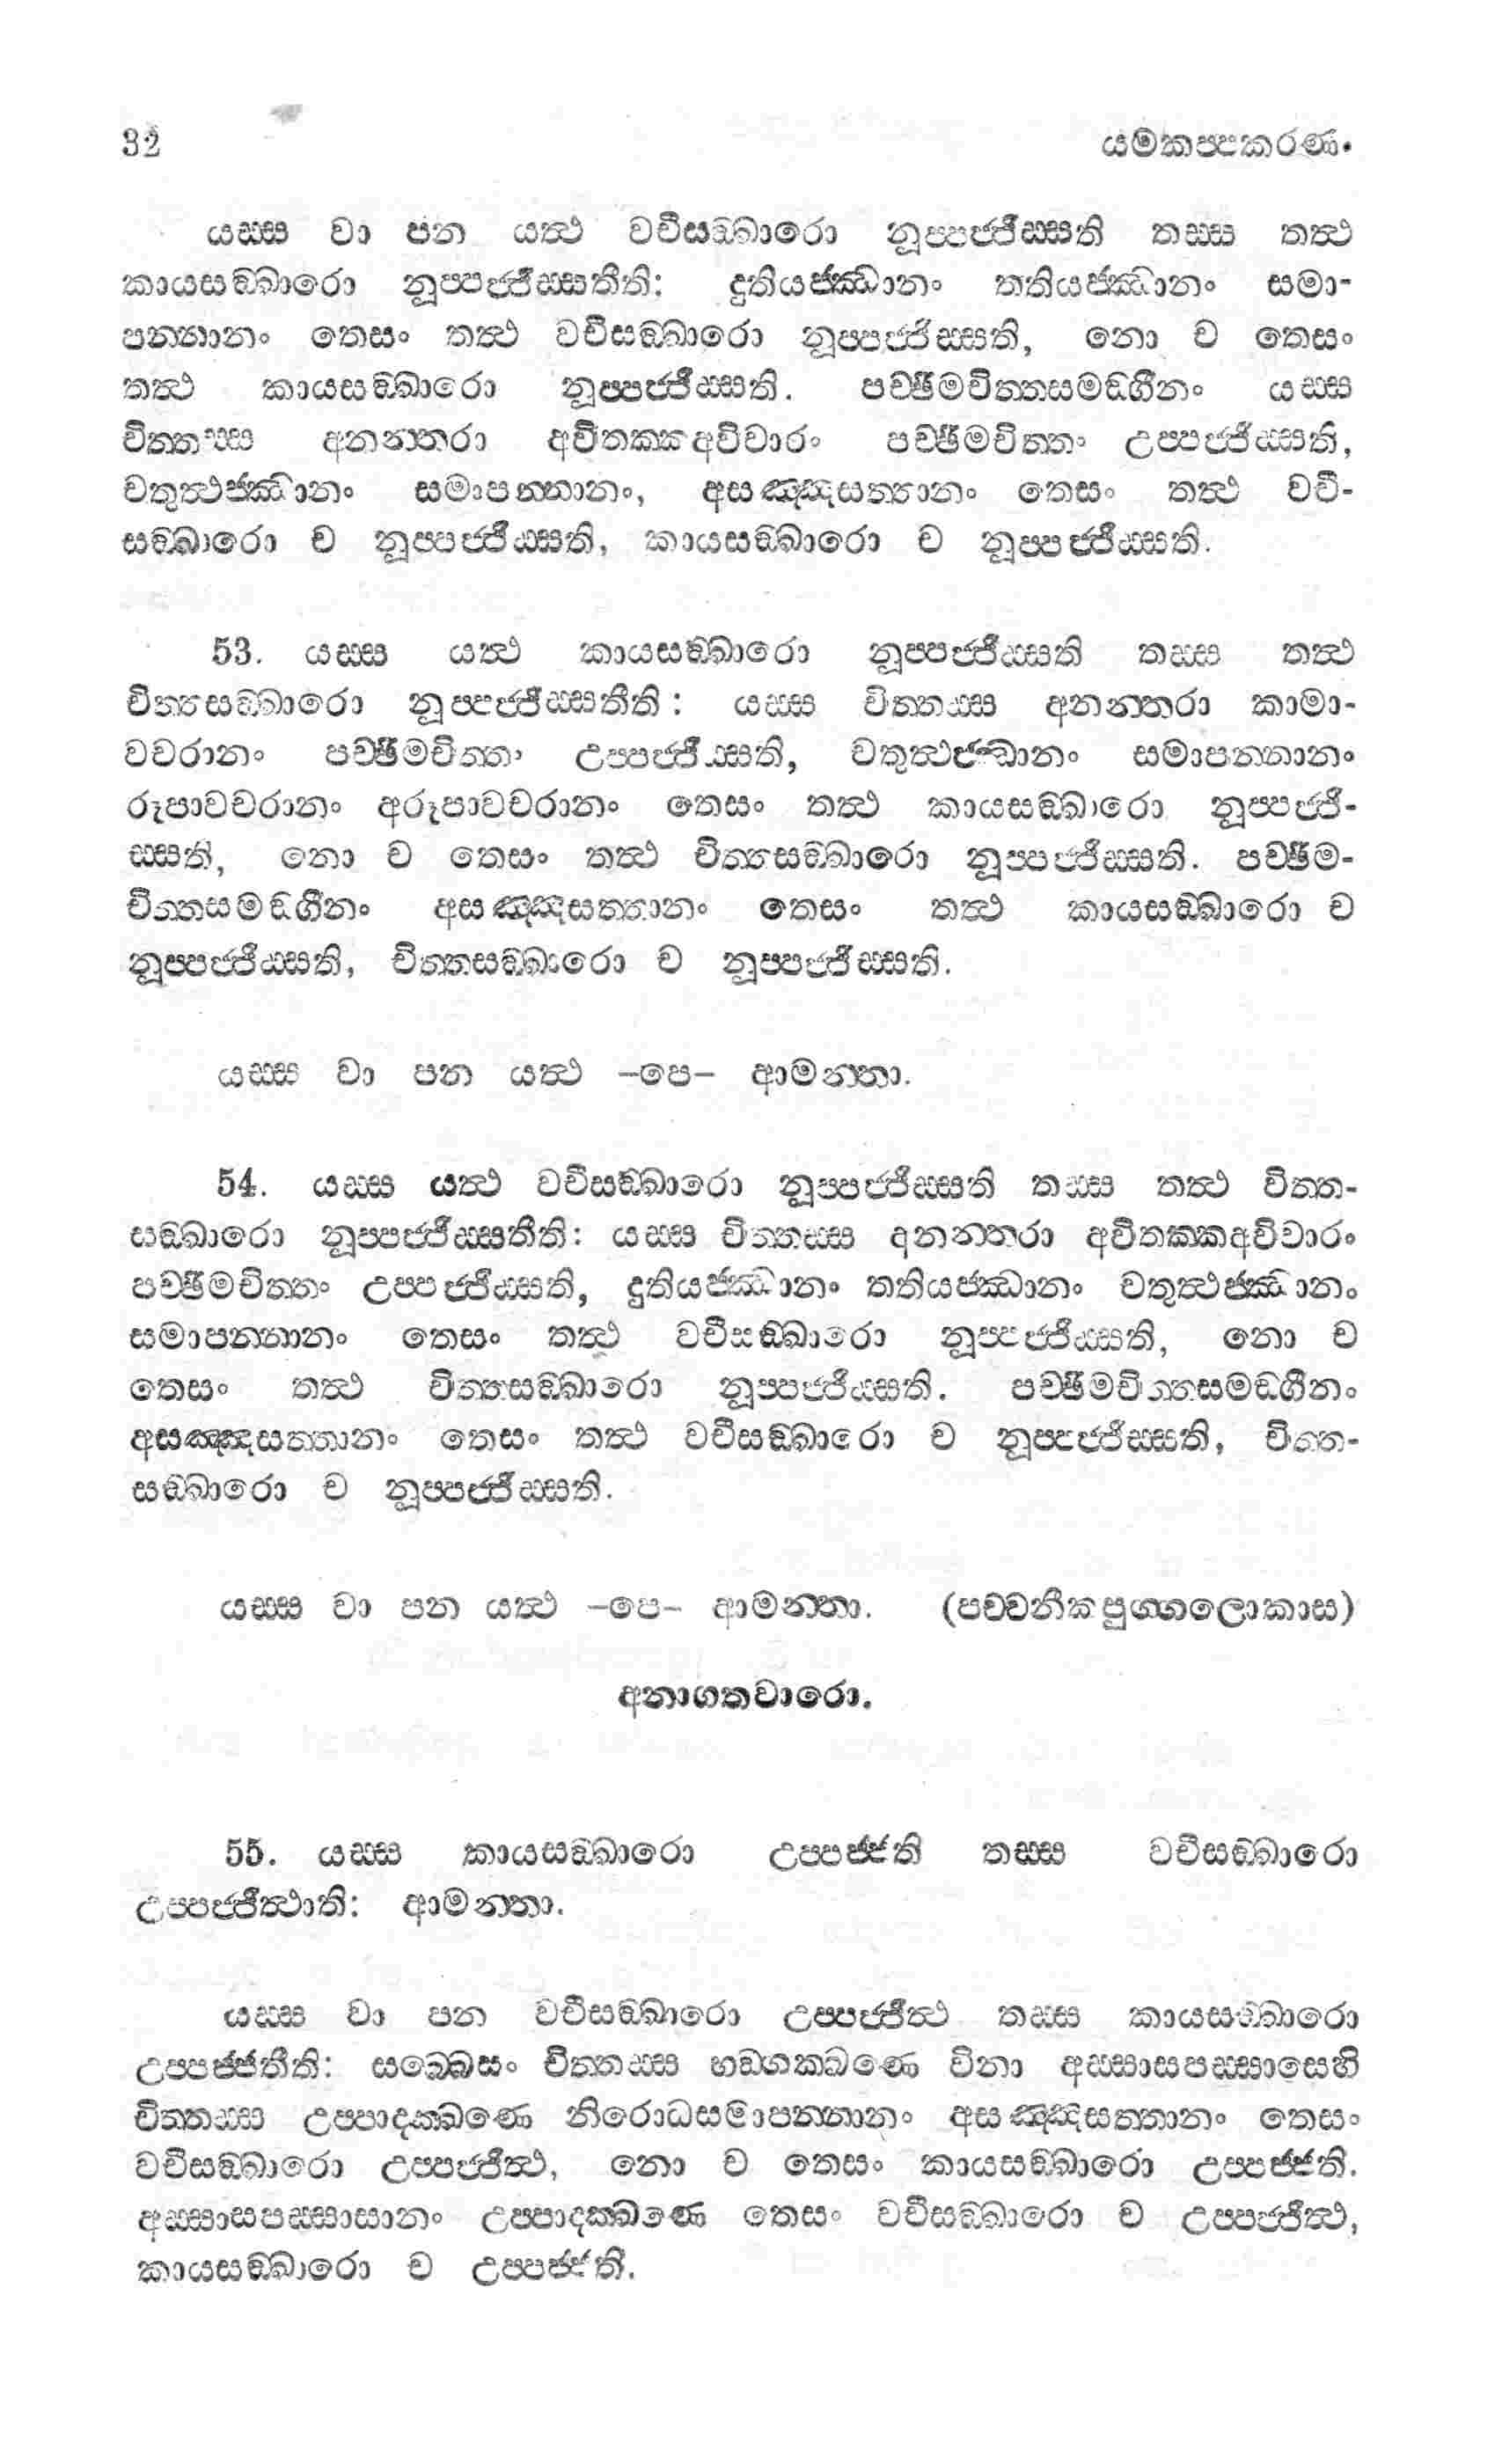 32 යමකප්පකරණං
යස්ස වා පන යත්ථ වචීසඞ්ඛාරො නූප්පජ්ජිස්සති තස්ස තත්ථ
කායසඞ්ඛාරො නූප්පජ්ජිස්සතීති: දුතියජ්ඣානං තතියජ්ඣානං සමා-
පන්නානං තෙසං තත්ථ වචීසඞ්ඛාරො නූප්පජ්ජිස්සති, නො ච තෙසං
තත්ථ කායසඞ්ඛාරො නූප්පජ්ජිස්සති. පච්ඡිමචිත්තසමඞ්ගීනං යස්ස
චිත්තස්ස අනන්තරා අවිතක්කඅවිචාරං පච්ඡිමචිත්තං උප්පජ්ජිස්සති,
චතුත්ථජ්ඣානං සමාපන්නානං, අසඤ්ඤසත්තානං තෙසං තත්ථ වචී-
සඞ්ඛාරො ච නූප්පජ්ජිස්සති, කායසඞ්ඛාරො ච නූප්පජ්ජිස්සති.
53. යස්ස යත්ථ කායසඞ්ඛාරො නූප්පජ්ජිස්සති තස්ස තත්ථ
චිත්තසඞ්ඛාරො නූප්පජ්ජිස්සතීති: යස්ස චිත්තස්ස අනන්තරා කාමා-
වචරානං පච්ඡිමචිත්තං උප්පජ්ජිස්සති, චතුත්ථජ්ඣානං සමාපන්නානං
රූපාවචරානං අරූපාවචරානං තෙසං තත්ථ කායසඞ්ඛාරො නූප්පජ්ජි-
ස්සති, නො ච තෙසං තත්ථ චිත්තසඞ්ඛාරො නූප්පජ්ජිස්සති. පච්ඡිම-
චිත්තසමඞ්ගීනං අසඤ්ඤසත්තානං තෙසං තත්ථ කායසඞ්ඛාරො ච
නූප්පජ්ජිස්සති, චිත්තසඞ්ඛාරො ච නූප්පජ්ජිස්සති.
යස්ස වා පන යත්ථ –පෙ– ආමන්තා.
54. යස්ස යත්ථ වචීසඞ්ඛාරො නූප්පජ්ජිස්සති තස්ස තත්ථ චිත්ත-
සඞ්ඛාරො නූප්පජ්ජිස්සතීති: යස්ස චිත්තස්ස අනන්තරා අවිතක්කඅවිචාරං
පච්ඡිමචිත්තං උප්පජ්ජිස්සති, දුතියජ්ඣානං තතියජ්ඣානං චතුත්ථජ්ඣානං
සමාපන්නානං තෙසං තත්ථ වචීසඞ්ඛාරො නූප්පජ්ජිස්සති, නො ච
තෙසං තත්ථ චිත්තසඞ්ඛාරො නූප්පජ්ජිස්සති. පච්ඡිමචිත්තසමඞ්ගීනං
අසඤ්ඤසත්තානං තෙසං තත්ථ වචීසඞ්ඛාරො ච නූප්පජ්ජිස්සති, චිත්ත-
සඞ්ඛාරො ච නූප්පජ්ජිස්සති.
යස්ස වා පන යත්ථ –පෙ– ආමන්තා. (පච්චනීකපුග්ගලොකාස)
අනාගතවාරො.
55. යස්ස කායසඞ්ඛාරො උප්පජ්ජති තස්ස වචීසඞ්ඛාරො
උප්පජ්ජිත්ථාති: ආමන්තා.
යස්ස වා පන වචීසඞ්ඛාරො උප්පජ්ජිත්ථ තස්ස කායසඞ්ඛාරො
උප්පජ්ජතීති: සබ්බෙසං චිත්තස්ස භඞ්ගක්ඛණෙ විනා අස්සාසපස්සාසෙහි
චිත්තස්ස උප්පාදක්ඛණෙ නිරොධසමාපන්නානං අසඤ්ඤසත්තානං තෙසං
වචීසඞ්ඛාරො උප්පජ්ජිත්ථ, නො ච තෙසං කායසඞ්ඛාරො උප්පජ්ජති.
අස්සාසපස්සාසානං උප්පාදක්ඛණෙ තෙසං වචීසඞ්ඛාරො ච උප්පජ්ජිත්ථ,
කායසඞ්ඛාරො ච උප්පජ්ජති.